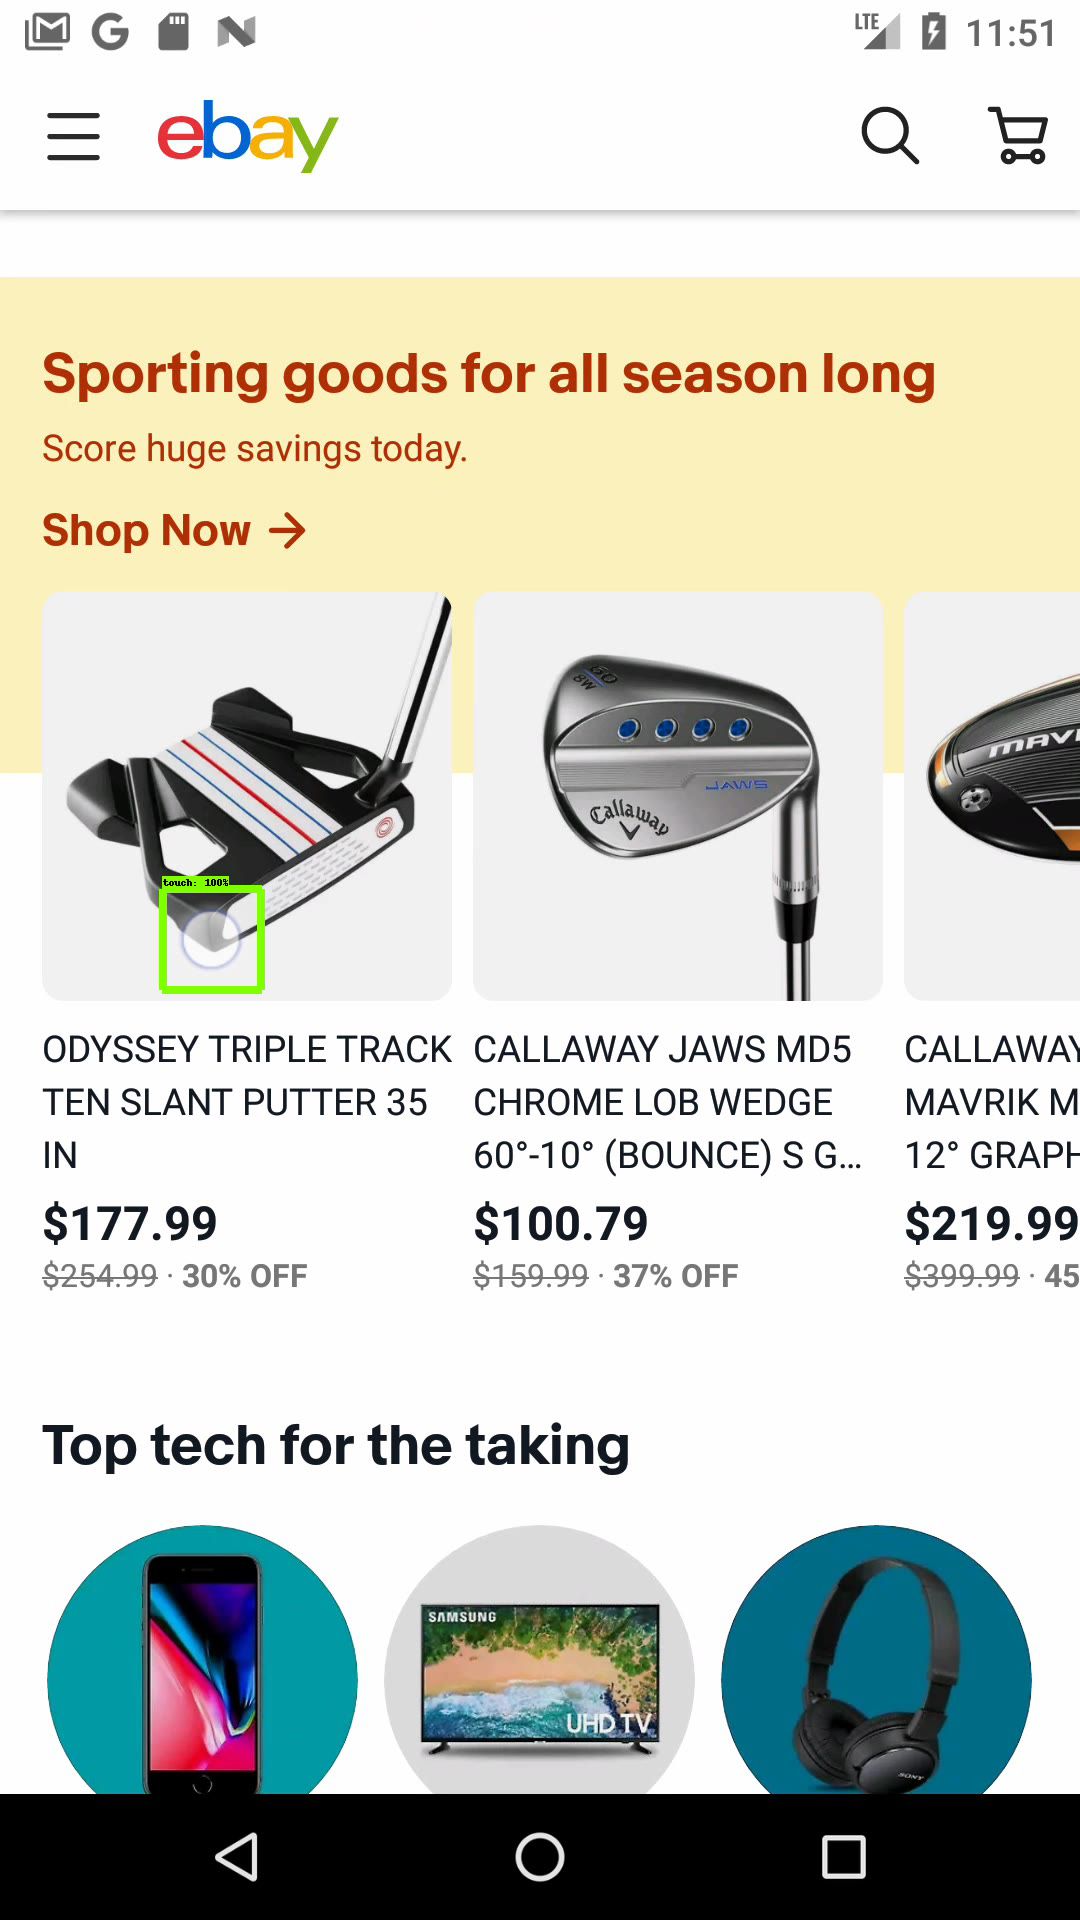 LTE 11:51
ebay
Sporting goods for all season long
Score huge savings today.
Shop Now →
60
8W
JAWS
Callaway
MAV
touch: 100%
ODYSSEY TRIPLE TRACK
TEN SLANT PUTTER 35
IN
$177.99
$254.99 · 30% OFF
CALLAWAY JAWS MD5
CHROME LOB WEDGE
60°-10° (BOUNCE) S G...
$100.79
$159.99 · 37% OFF
CALLAWAY
MAVRIK M
12° GRAPH
$219.99
$399.99 · 45
Top tech for the taking
SAMSUNG
UHD TV
SONY